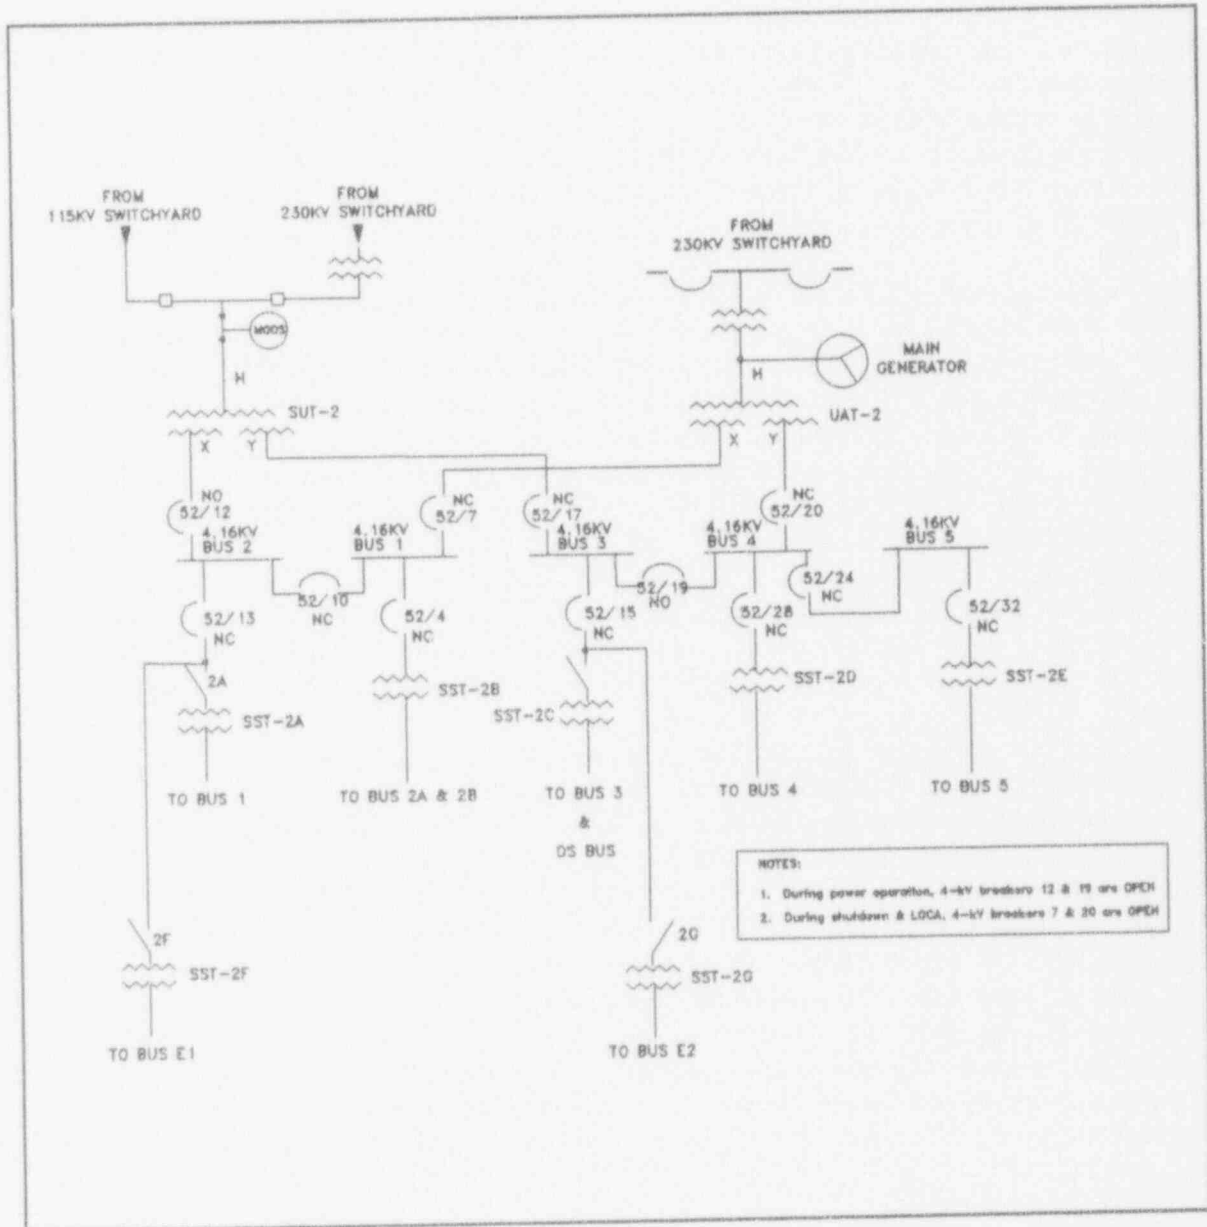 FROM
115KV SWITCHYARD
FROM
230KV SWITCHYARD
FROM
230KV SWITCHYARD
MODS
MAIN
GENERATOR
H
H
SUT-2
UAT-2
X
Y
X
Y
NO
52/12
NC
52/7
NC
52/17
NC
52/20
4.16KV
BUS 2
4.16KV
BUS 1
4.16KV
BUS 3
4.16KV
BUS 4
4.16KV
BUS 5
52/10
NC
52/19
NO
52/24
NC
52/13
NC
52/4
NC
52/15
NC
52/28
NC
52/32
NC
2A
SST-2A
SST-2B
SST-2C
SST-2D
SST-2E
TO BUS 1
TO BUS 2A & 2B
TO BUS 3
&
DS BUS
TO BUS 4
TO BUS 5
NOTES:
1. During power operation, 4-kV breakers 12 & 19 are OPEN
2. During shutdown & LOCA, 4-kV breakers 7 & 20 are OPEN
2F
SST-2F
2G
SST-2G
TO BUS E1
TO BUS E2